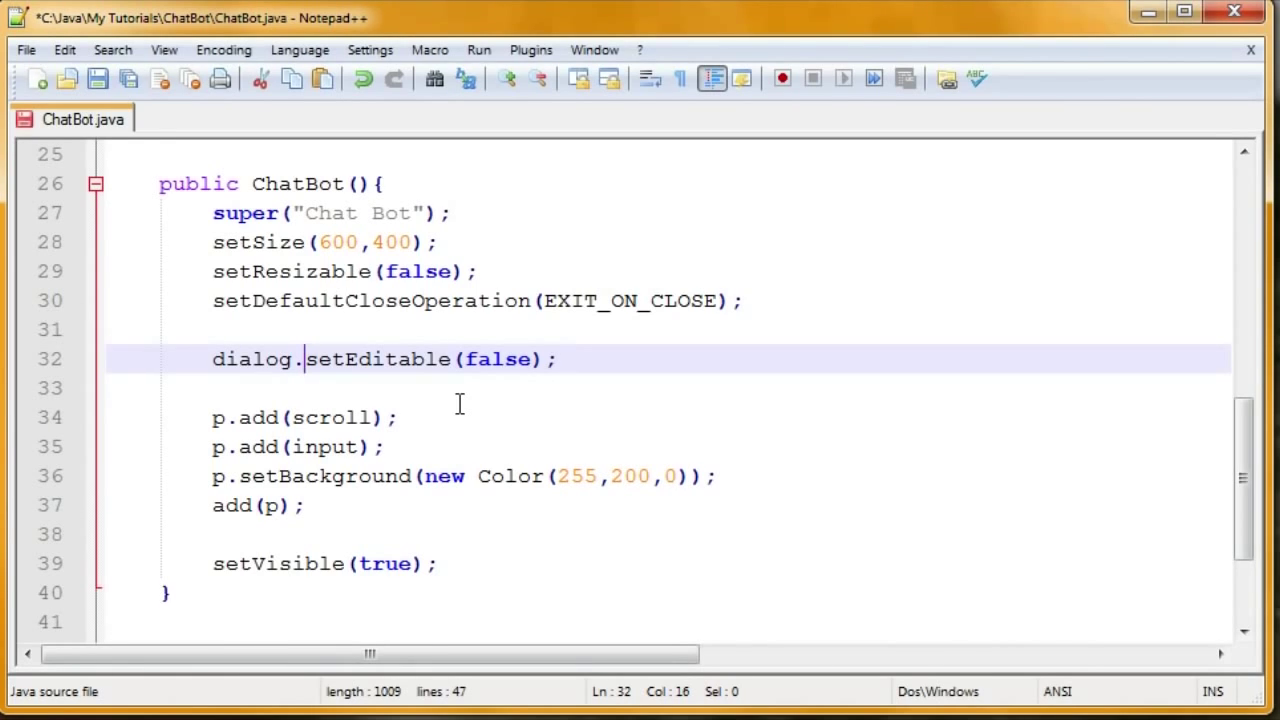 *C:\Java\My Tutorials\ChatBot\ChatBot.java - Notepad++
File Edit Search View Encoding Language Settings Macro Run Plugins Window ? X
ABC
ChatBot.java
25
26 public ChatBot(){
27 super("Chat Bot");
28 setSize(600,400);
29 setResizable(false);
30 setDefaultCloseOperation(EXIT_ON_CLOSE);
31
32 dialog.setEditable(false);
33
34 p.add(scroll);
35 p.add(input);
36 p.setBackground(new Color(255,200,0));
37 add(p);
38
39 setVisible(true);
40 }
41
Java source file length : 1009 lines : 47 Ln : 32 Col : 16 Sel : 0 Dos\Windows ANSI INS